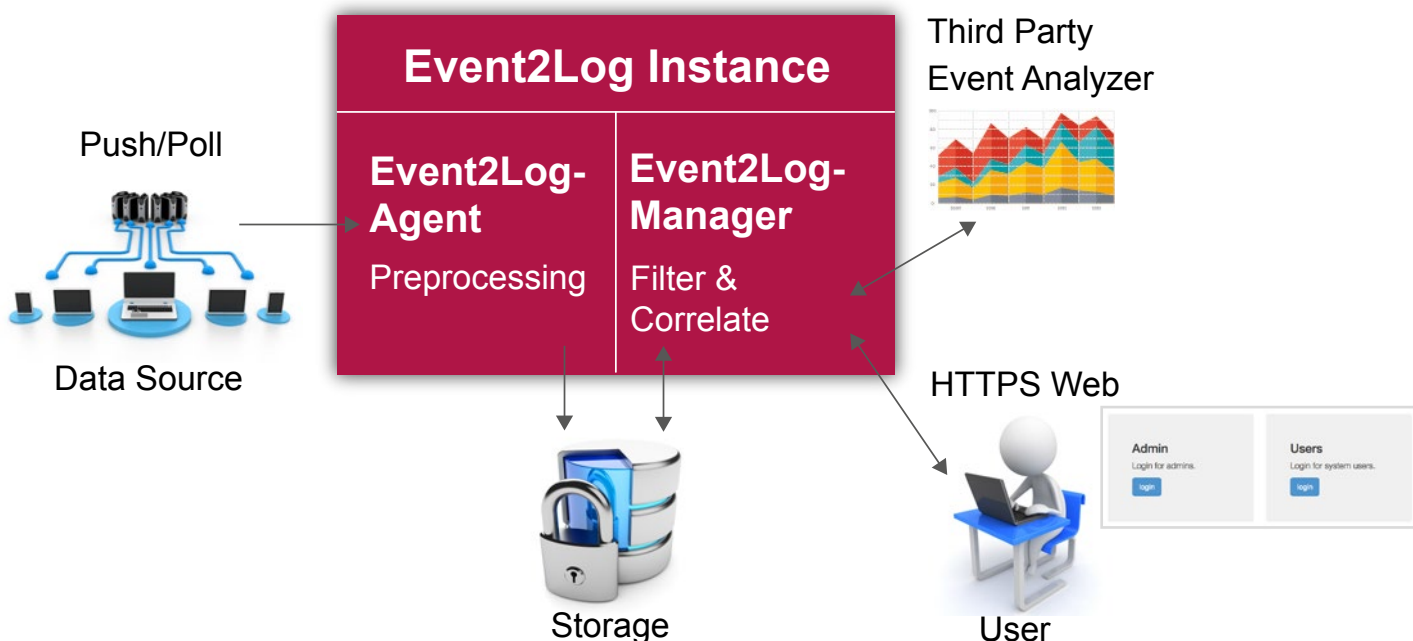 Event2Log Instance
Push/Poll
Data Source
Event2Log-
Agent
Preprocessing
Event2Log-
Manager
Filter &
Correlate
Third Party
Event Analyzer
Storage
HTTPS Web
Admin
Login for admins.
login
Users
Login for system users.
login
User